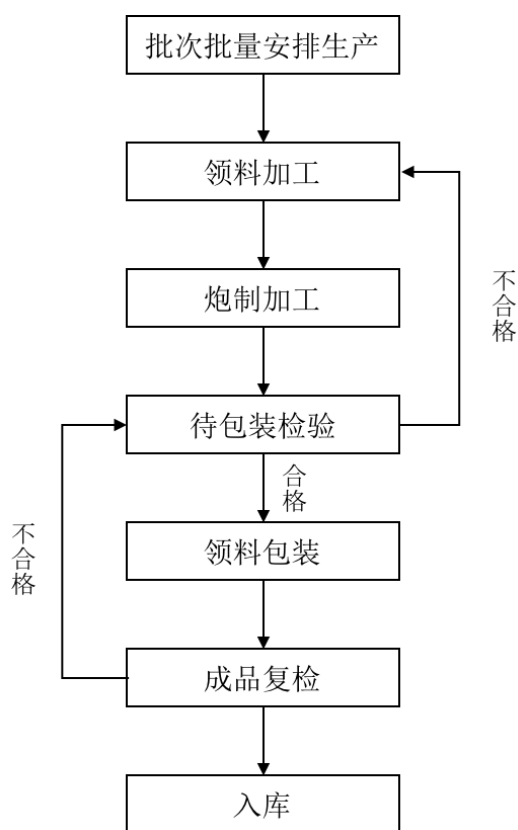 批次批量安排生产
领料加工
炮制加工
不合格
待包装检验
合格
领料包装
不合格
成品复检
入库